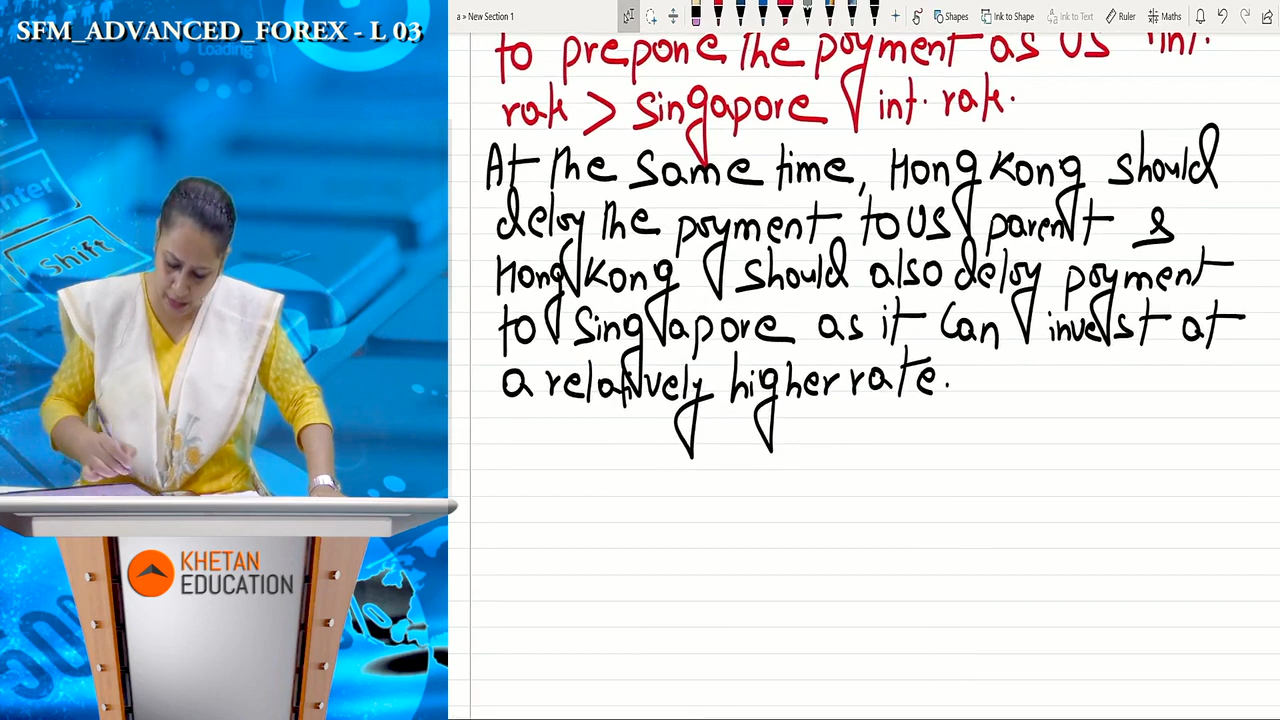 SFM_ADVANCED_FOREX - L 03
Loading
a » New Section 1
Shapes
Ink to Shape
Ink to Text
Ruler
Maths
to prepone the payment as US int.
rate > Singapore int. rate.
At the same time, Hong Kong should
delay the payment to US parent &
Hong Kong should also delay payment
to Singapore as it can invest at
a relatively higher rate.
Shift
KHETAN
EDUCATION